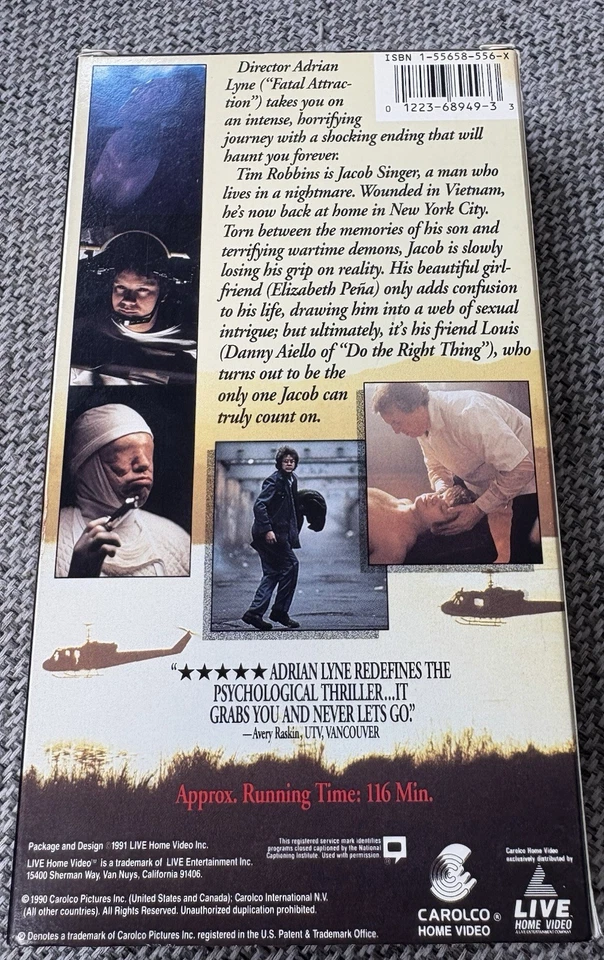 ISBN 1-55658-556-X
0 1223-68949-3 3
Director Adrian
Lyne (“Fatal Attrac-
tion”) takes you on
an intense, horrifying
journey with a shocking ending that will
haunt you forever.
Tim Robbins is Jacob Singer, a man who
lives in a nightmare. Wounded in Vietnam,
he’s now back at home in New York City.
Torn between the memories of his son and
terrifying wartime demons, Jacob is slowly
losing his grip on reality. His beautiful girl-
friend (Elizabeth Peña) only adds confusion
to his life, drawing him into a web of sexual
intrigue; but ultimately, it’s his friend Louis
(Danny Aiello of “Do the Right Thing”), who
turns out to be the
only one Jacob can
truly count on.
“★★★★★ ADRIAN LYNE REDEFINES THE
PSYCHOLOGICAL THRILLER...IT
GRABS YOU AND NEVER LETS GO.”
—Avery Raskin, UTV, VANCOUVER
Approx. Running Time: 116 Min.
Package and Design ©1991 LIVE Home Video Inc.
LIVE Home Video™ is a trademark of LIVE Entertainment Inc.
15400 Sherman Way, Van Nuys, California 91406.
This registered service mark identifies
programs closed captioned by the National
Captioning Institute. Used with permission.
© 1990 Carolco Pictures Inc. (United States and Canada); Carolco International N.V.
(All other countries). All Rights Reserved. Unauthorized duplication prohibited.
® Denotes a trademark of Carolco Pictures Inc. registered in the U.S. Patent & Trademark Office.
CAROLCO ®
HOME VIDEO
Carolco Home Video
exclusively distributed by
LIVE
HOME VIDEO
A LIVE ENTERTAINMENT COMPANY